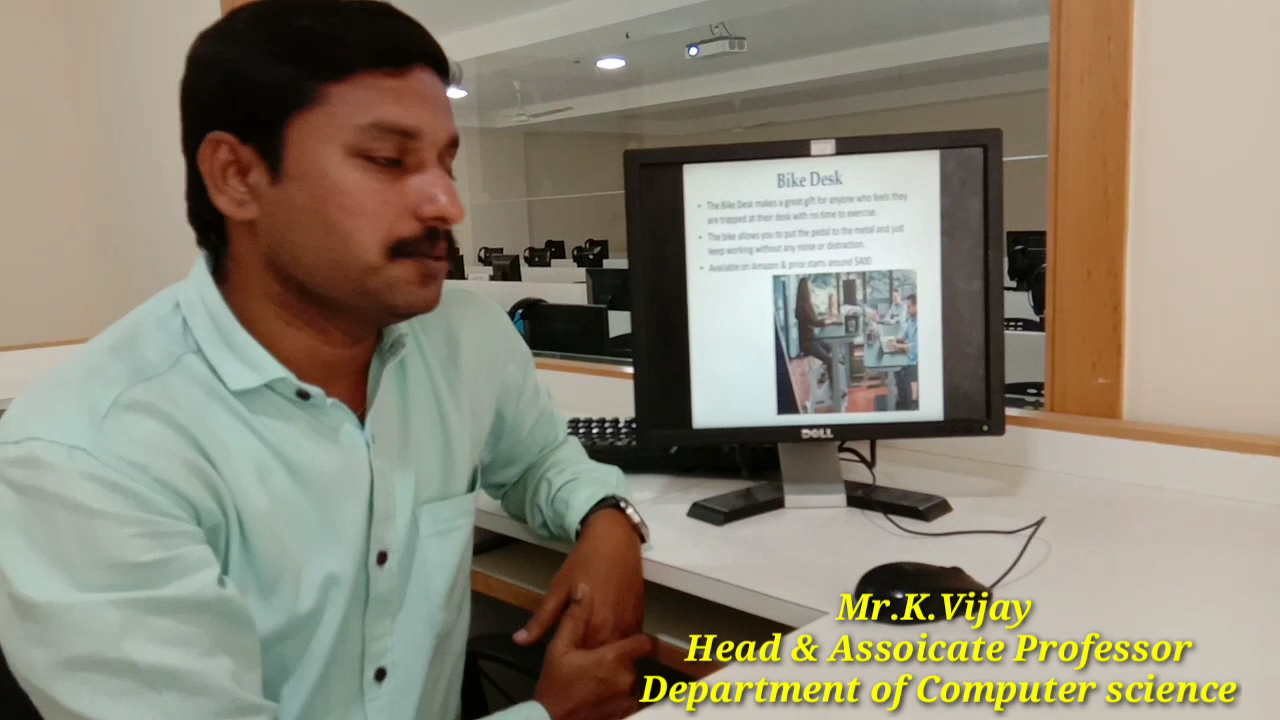 Bike Desk
• The Bike Desk makes a great gift for anyone who feels they
are trapped at their desk with no time to exercise.
• The bike allows you to put the pedal to the metal and just
keep working without any noise or distraction.
• Available on Amazon & price starts around $400
DELL
Mr.K.Vijay
Head & Assoicate Professor
Department of Computer science